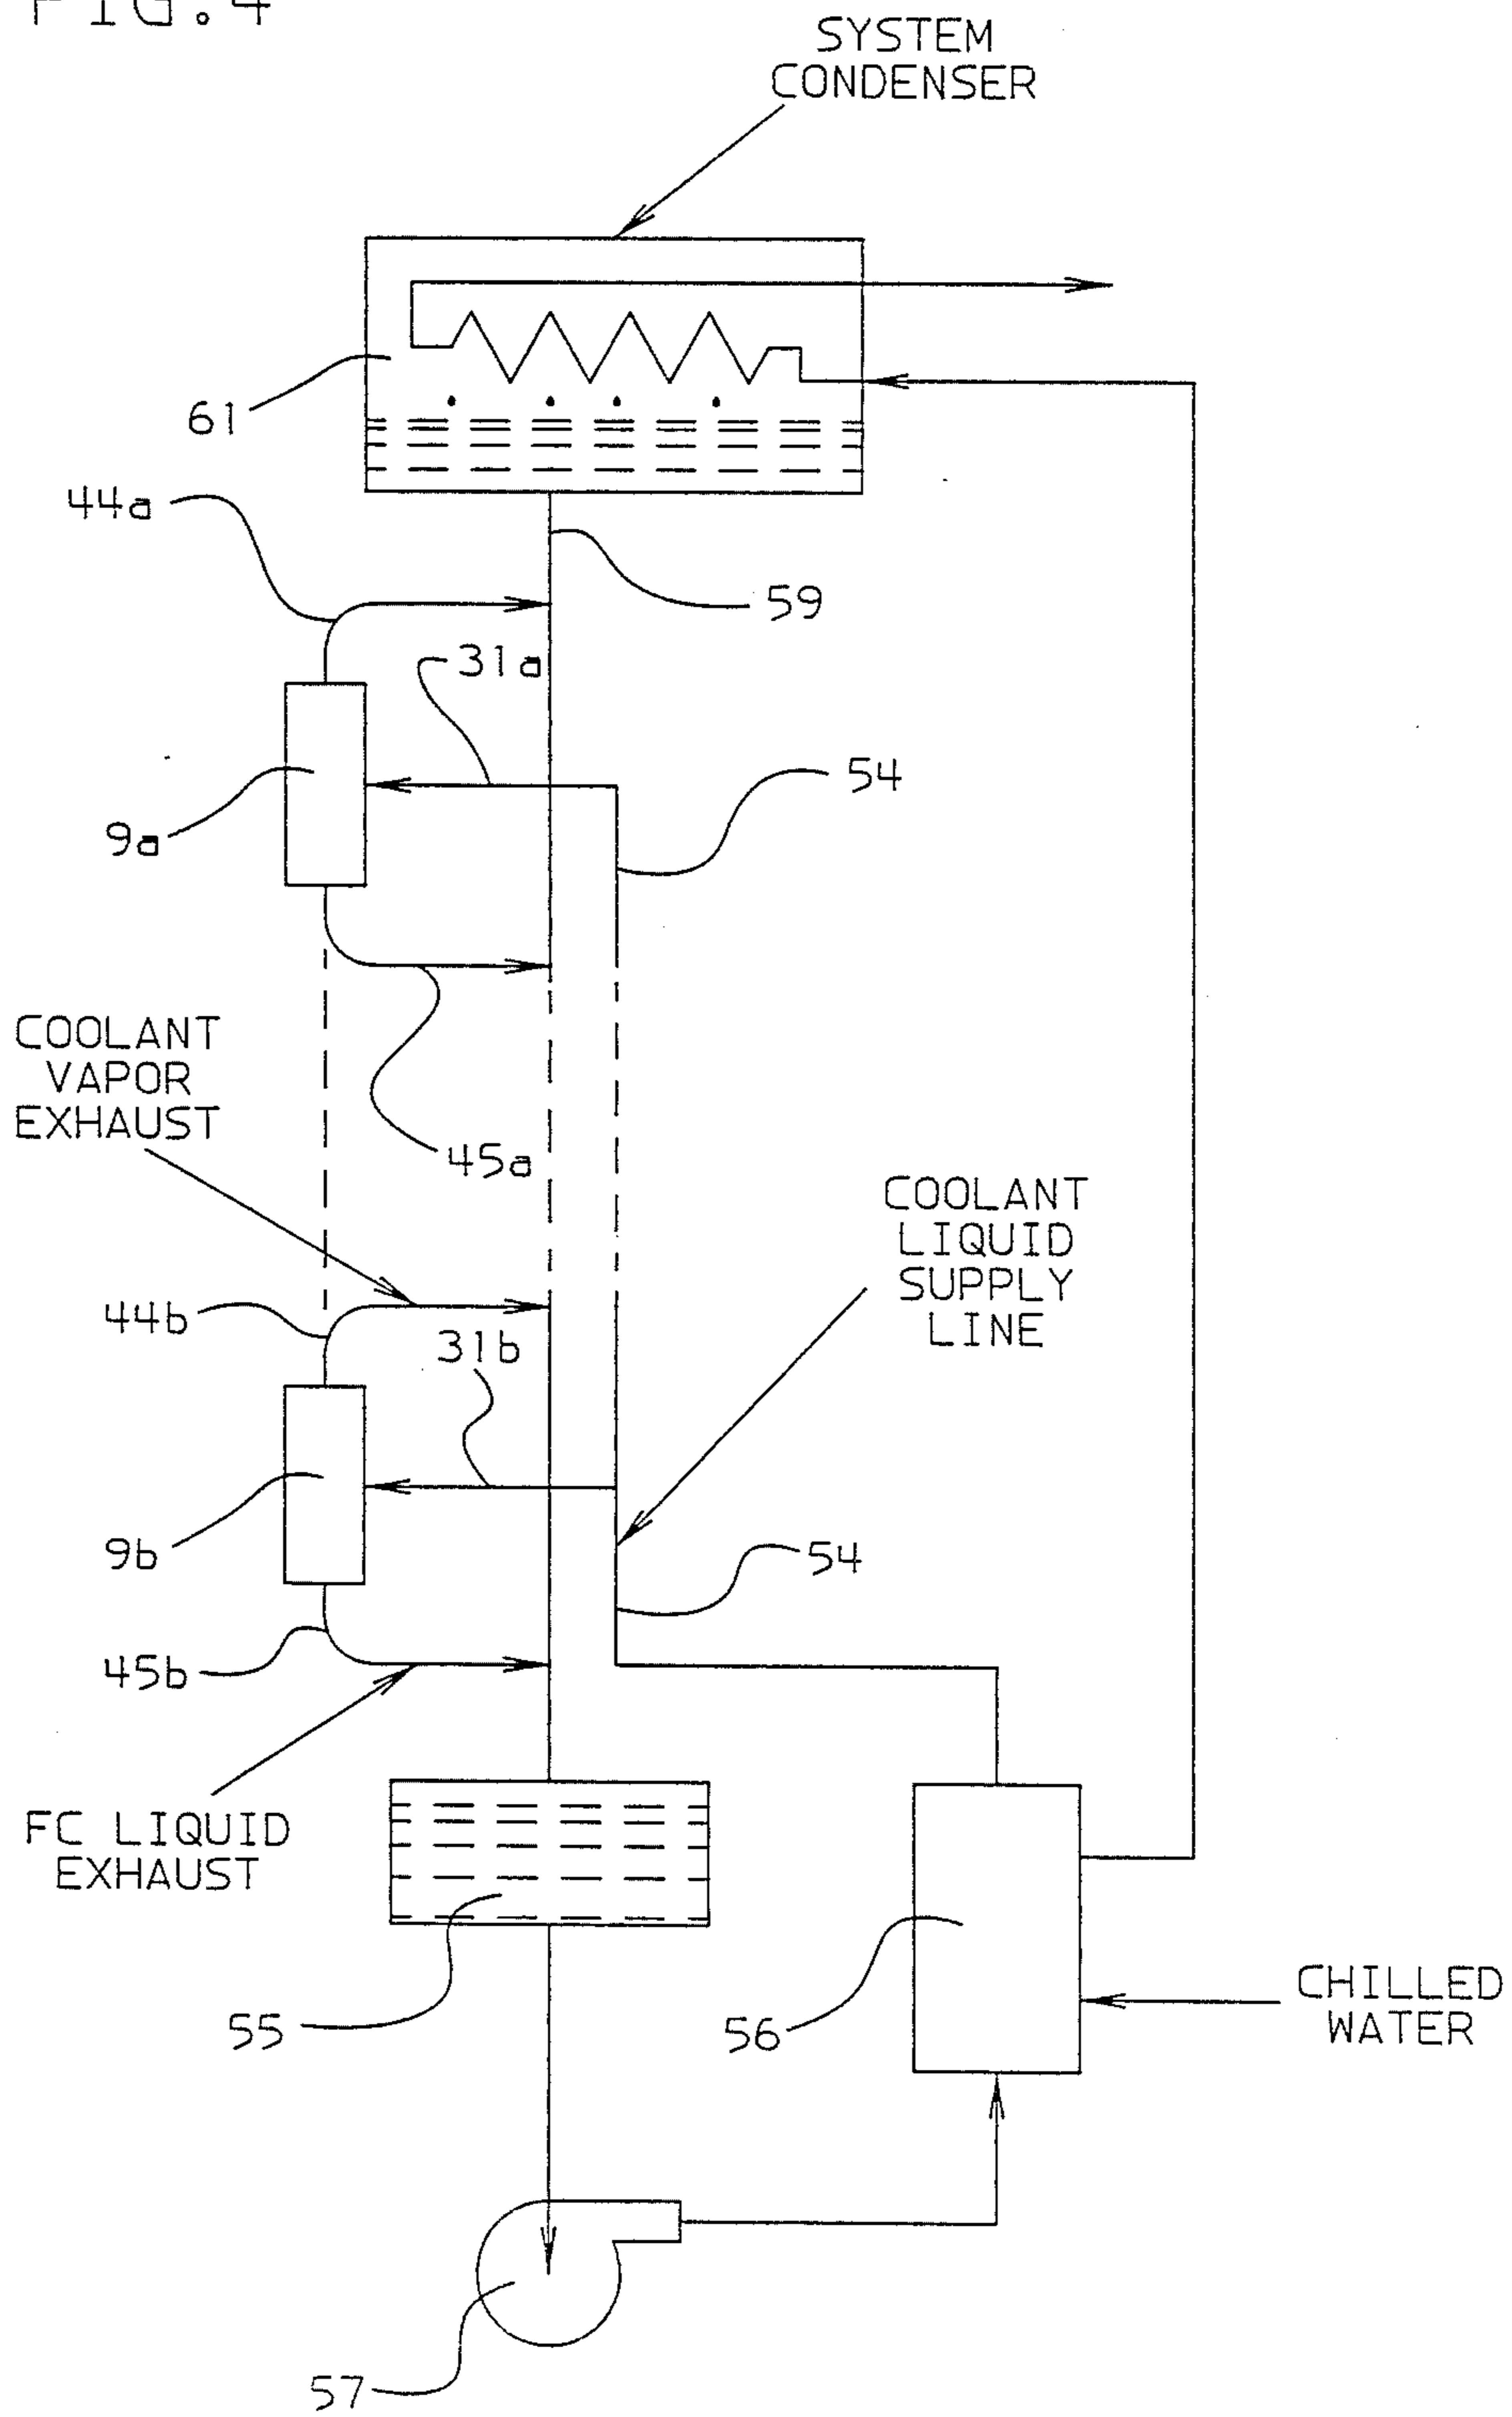 FIG.4
SYSTEM
CONDENSER
61
44a
59
31a
54
9a
COOLANT
VAPOR
EXHAUST
45a
COOLANT
LIQUID
SUPPLY
LINE
44b
31b
9b
54
45b
FC LIQUID
EXHAUST
55
56
CHILLED
WATER
57